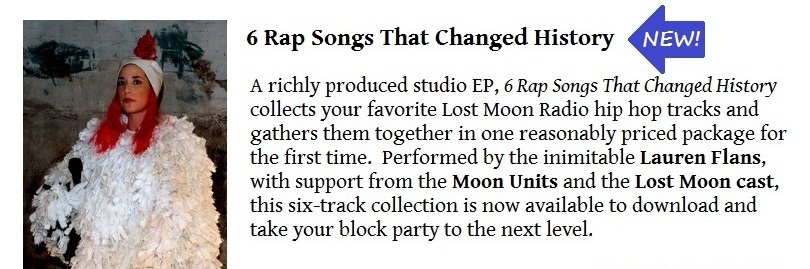 6 Rap Songs That Changed History
NEW!
A richly produced studio EP, 6 Rap Songs That Changed History
collects your favorite Lost Moon Radio hip hop tracks and
gathers them together in one reasonably priced package for
the first time.  Performed by the inimitable Lauren Flans,
with support from the Moon Units and the Lost Moon cast,
this six-track collection is now available to download and
take your block party to the next level.